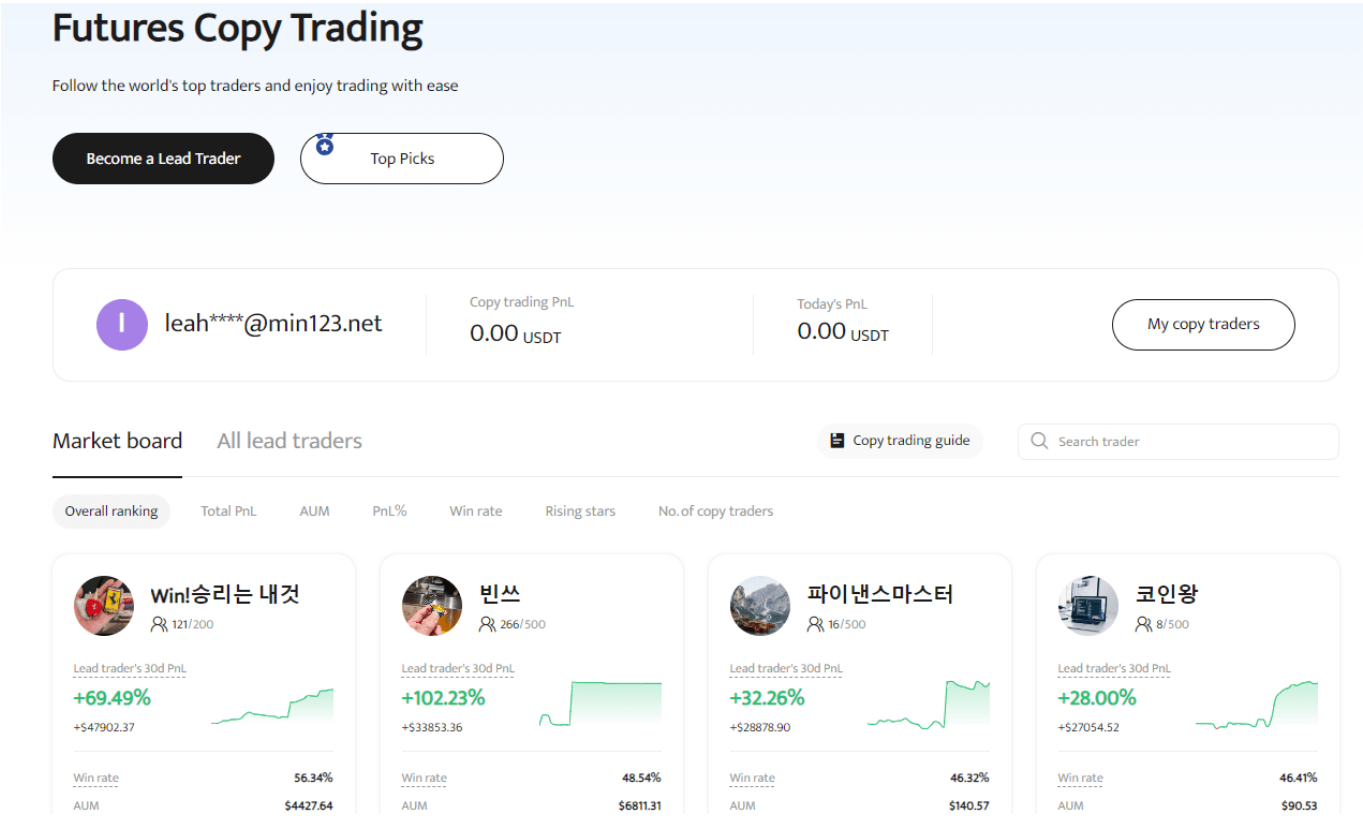 Futures Copy Trading
Follow the world's top traders and enjoy trading with ease
Become a Lead Trader
Top Picks
l
leah****@min123.net
Copy trading PnL
0.00 USDT
Today's PnL
0.00 USDT
My copy traders
Market board
All lead traders
Copy trading guide
Search trader
Overall ranking
Total PnL
AUM
PnL%
Win rate
Rising stars
No. of copy traders
Win!승리는 내것
121/200
Lead trader's 30d PnL
+69.49%
+$47902.37
Win rate 56.34%
AUM $4427.64
빈쓰
266/500
Lead trader's 30d PnL
+102.23%
+$33853.36
Win rate 48.54%
AUM $6811.31
파이낸스마스터
16/500
Lead trader's 30d PnL
+32.26%
+$28878.90
Win rate 46.32%
AUM $140.57
코인왕
8/500
Lead trader's 30d PnL
+28.00%
+$27054.52
Win rate 46.41%
AUM $90.53